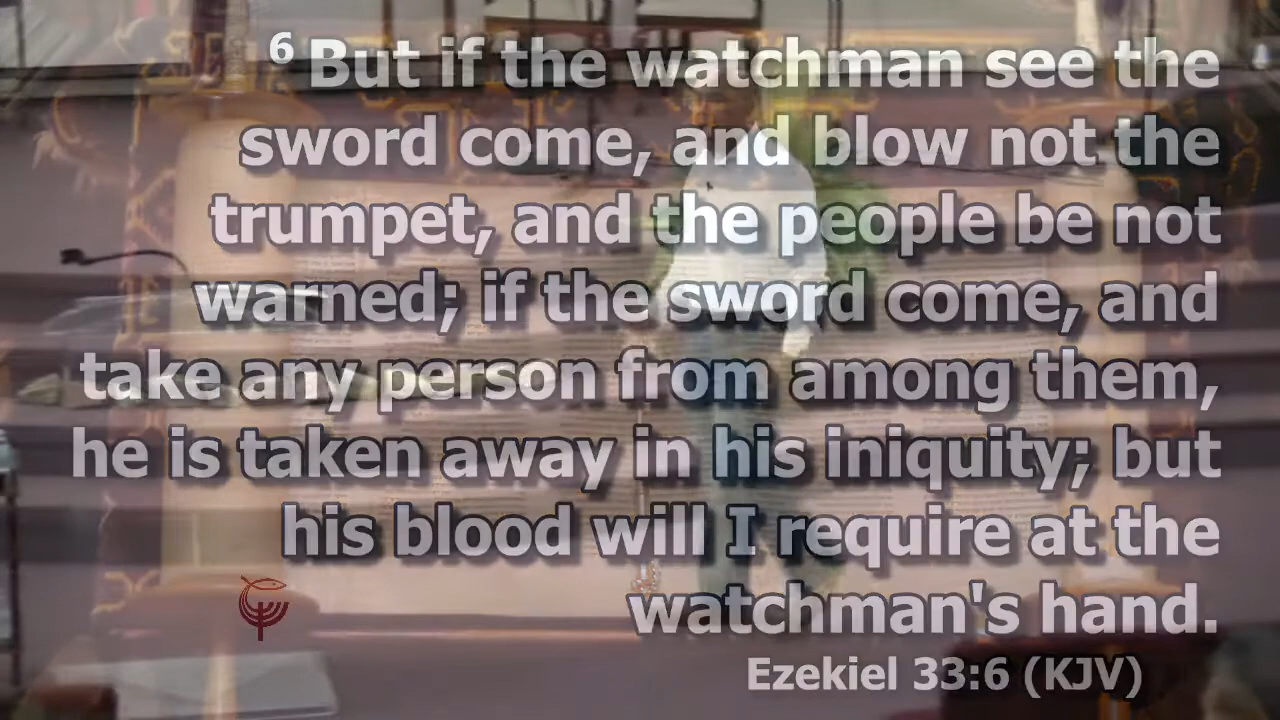 6 But if the watchman see the
sword come, and blow not the
trumpet, and the people be not
warned; if the sword come, and
take any person from among them,
he is taken away in his iniquity; but
his blood will I require at the
watchman's hand.
Ezekiel 33:6 (KJV)